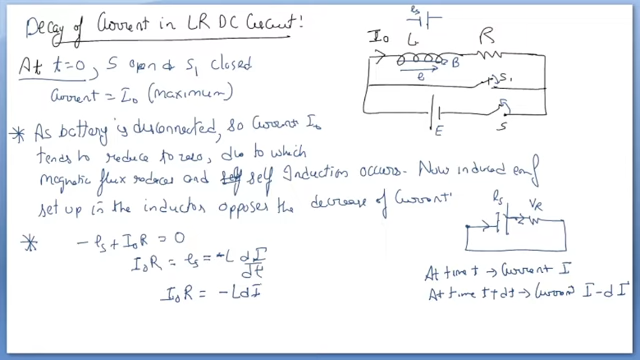 Decay of Current in LR DC Circuit!
At t=0, S open & S₁ closed
Current = I₀ (maximum)
* As battery is disconnected, so Current I₀
tends to reduce to zero, due to which
magnetic flux reduces and self Induction occurs. Now induced emf
set up in the inductor opposes the decrease of Current'
* - es + I₀R = 0
I₀R = es = -L dI/dt
I₀R = -LdI
es
I₀ L R
e B S₁
E S
es VR
At time t → Current I
At time t+dt → Current I-dI